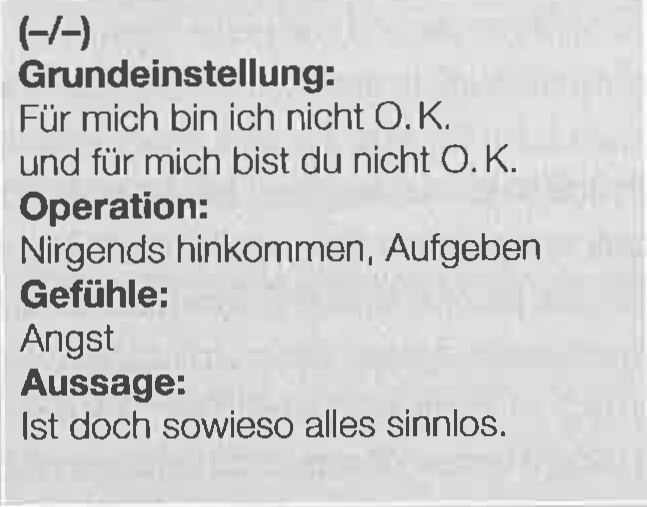 (–/–)
Grundeinstellung:
Für mich bin ich nicht O. K.
und für mich bist du nicht O. K.
Operation:
Nirgends hinkommen, Aufgeben
Gefühle:
Angst
Aussage:
Ist doch sowieso alles sinnlos.